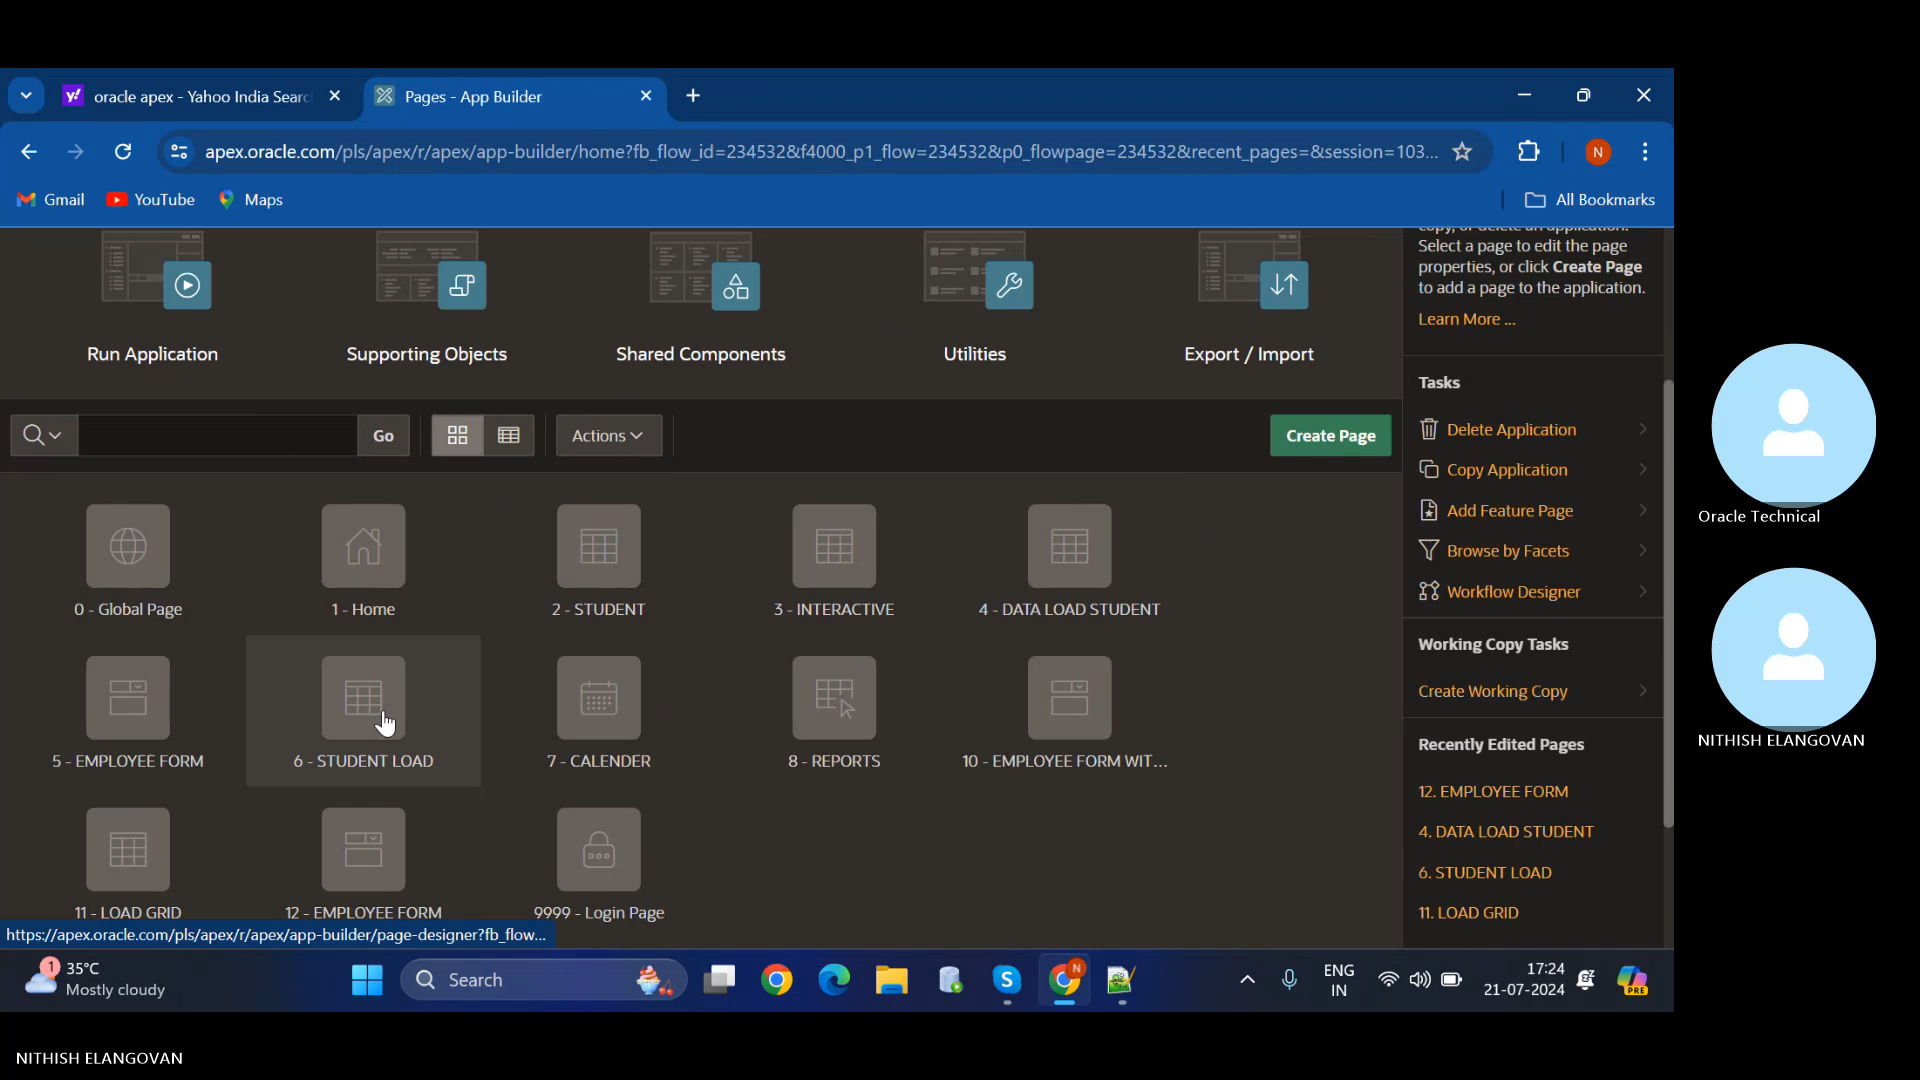 oracle apex - Yahoo India Searc
Pages - App Builder
apex.oracle.com/pls/apex/r/apex/app-builder/home?fb_flow_id=234532&f4000_p1_flow=234532&p0_flowpage=234532&recent_pages=&session=103...
N
Gmail
YouTube
Maps
All Bookmarks
Select a page to edit the page
properties, or click Create Page
to add a page to the application.
Learn More ...
Run Application
Supporting Objects
Shared Components
Utilities
Export / Import
Go
Actions
Create Page
Tasks
Delete Application
Copy Application
Add Feature Page
Browse by Facets
Workflow Designer
Working Copy Tasks
Create Working Copy
Recently Edited Pages
12. EMPLOYEE FORM
4. DATA LOAD STUDENT
6. STUDENT LOAD
11. LOAD GRID
0 - Global Page
1 - Home
2 - STUDENT
3 - INTERACTIVE
4 - DATA LOAD STUDENT
5 - EMPLOYEE FORM
6 - STUDENT LOAD
7 - CALENDER
8 - REPORTS
10 - EMPLOYEE FORM WIT...
11 - LOAD GRID
12 - EMPLOYEE FORM
9999 - Login Page
https://apex.oracle.com/pls/apex/r/apex/app-builder/page-designer?fb_flow...
1
35°C
Mostly cloudy
Search
N
ENG
IN
17:24
21-07-2024
PRE
Oracle Technical
NITHISH ELANGOVAN
NITHISH ELANGOVAN